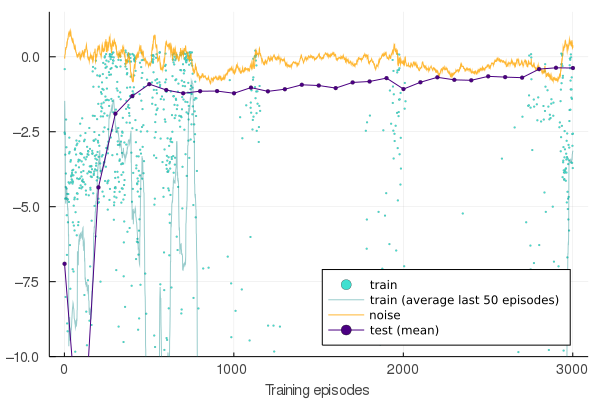 0.0
−2.5
−5.0
−7.5
−10.0
train
train (average last 50 episodes)
noise
test (mean)
0
1000
2000
3000
Training episodes